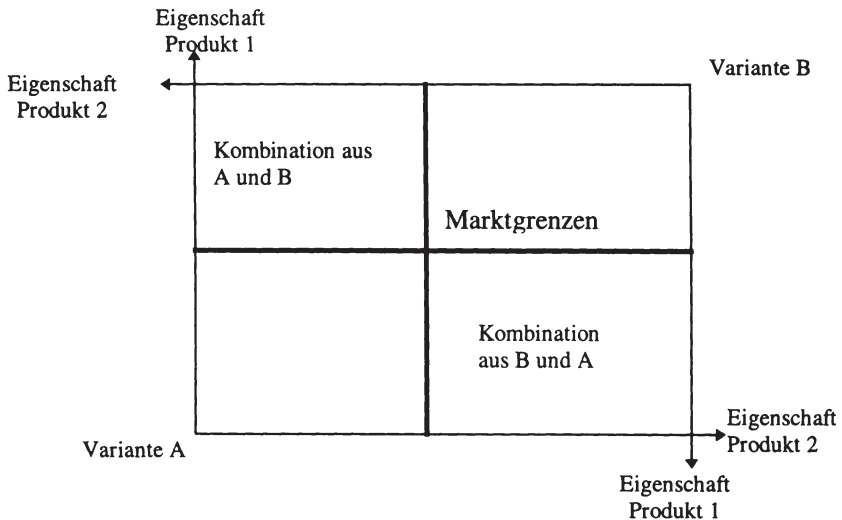 Eigenschaft
Produkt 1
Eigenschaft
Produkt 2
Variante B
Kombination aus
A und B
Marktgrenzen
Kombination
aus B und A
Variante A
Eigenschaft
Produkt 2
Eigenschaft
Produkt 1